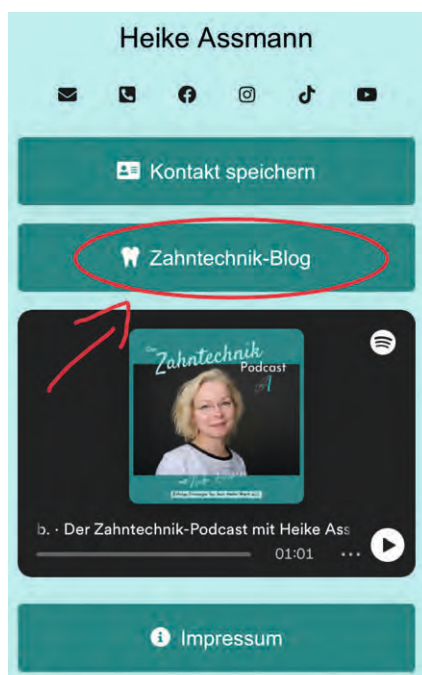 Heike Assmann
Kontakt speichern
Zahntechnik-Blog
Der
Zahntechnik
Podcast
A
b. · Der Zahntechnik-Podcast mit Heike Ass
01:01
Impressum